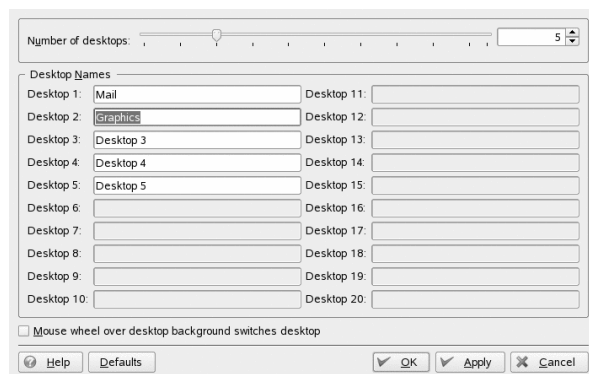 Number of desktops: 5
Desktop Names
Desktop 1: Mail Desktop 11:
Desktop 2: Graphics Desktop 12:
Desktop 3: Desktop 3 Desktop 13:
Desktop 4: Desktop 4 Desktop 14:
Desktop 5: Desktop 5 Desktop 15:
Desktop 6: Desktop 16:
Desktop 7: Desktop 17:
Desktop 8: Desktop 18:
Desktop 9: Desktop 19:
Desktop 10: Desktop 20:
Mouse wheel over desktop background switches desktop
Help Defaults OK Apply Cancel